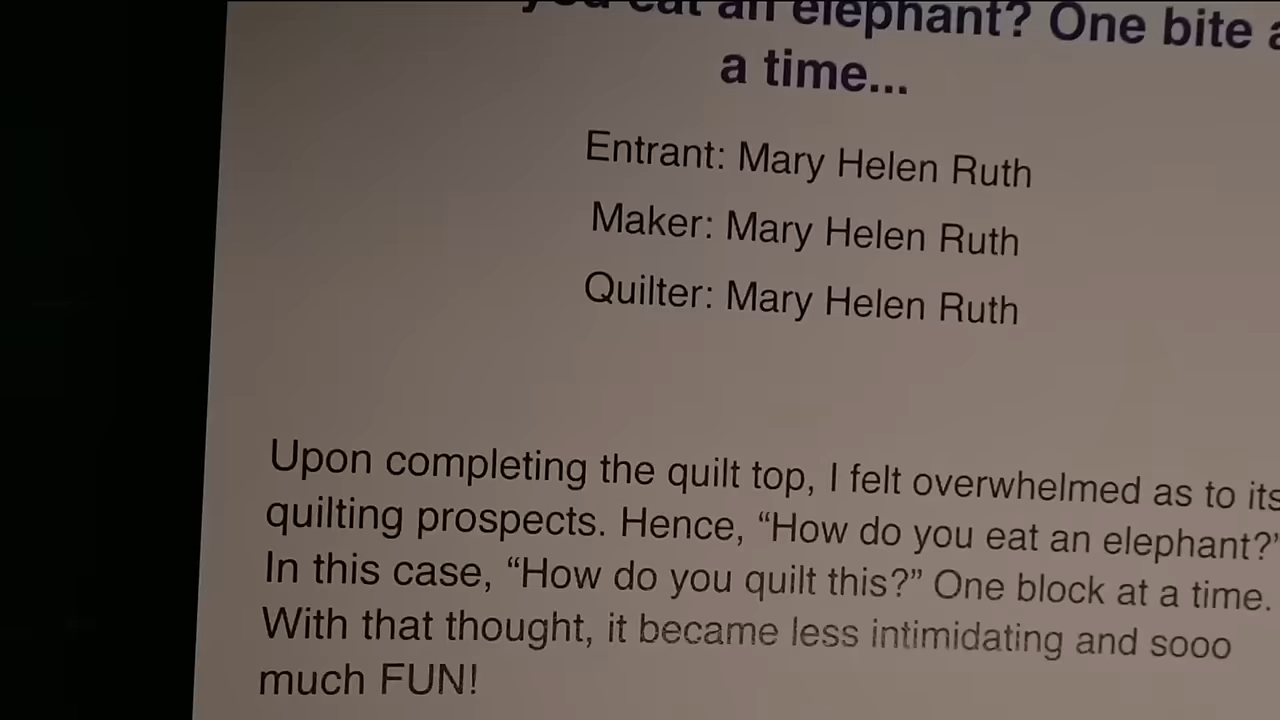 you eat an elephant? One bite a
a time...
Entrant: Mary Helen Ruth
Maker: Mary Helen Ruth
Quilter: Mary Helen Ruth
Upon completing the quilt top, I felt overwhelmed as to its
quilting prospects. Hence, “How do you eat an elephant?”
In this case, “How do you quilt this?” One block at a time.
With that thought, it became less intimidating and sooo
much FUN!